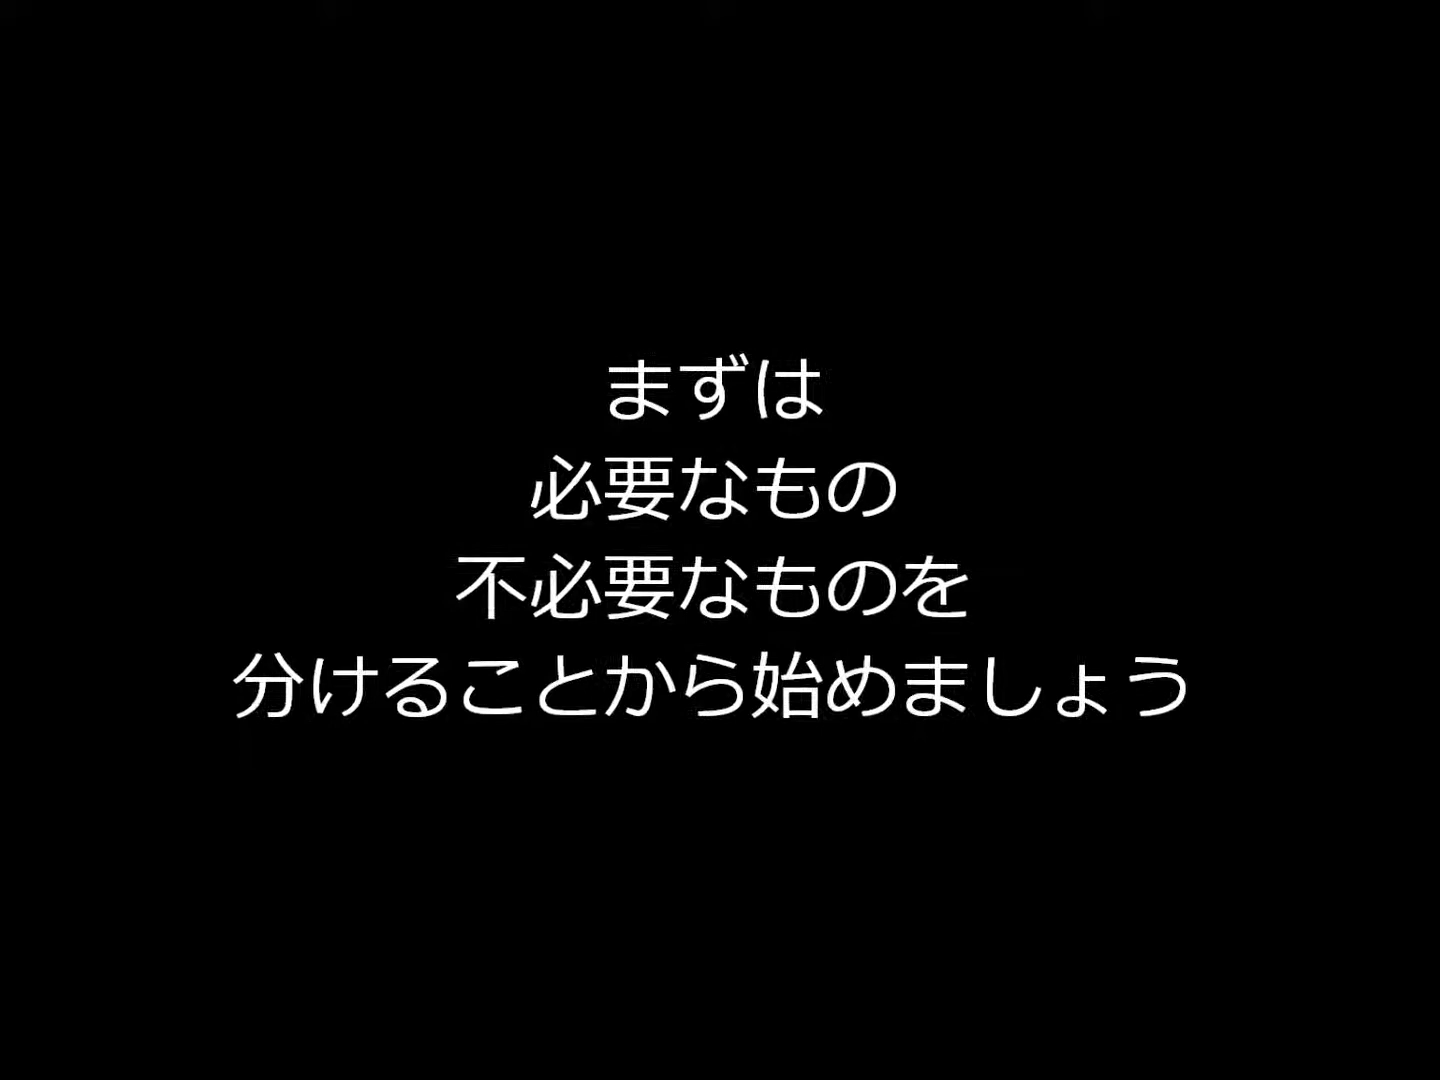 まずは
必要なもの
不必要なものを
分けることから始めましょう